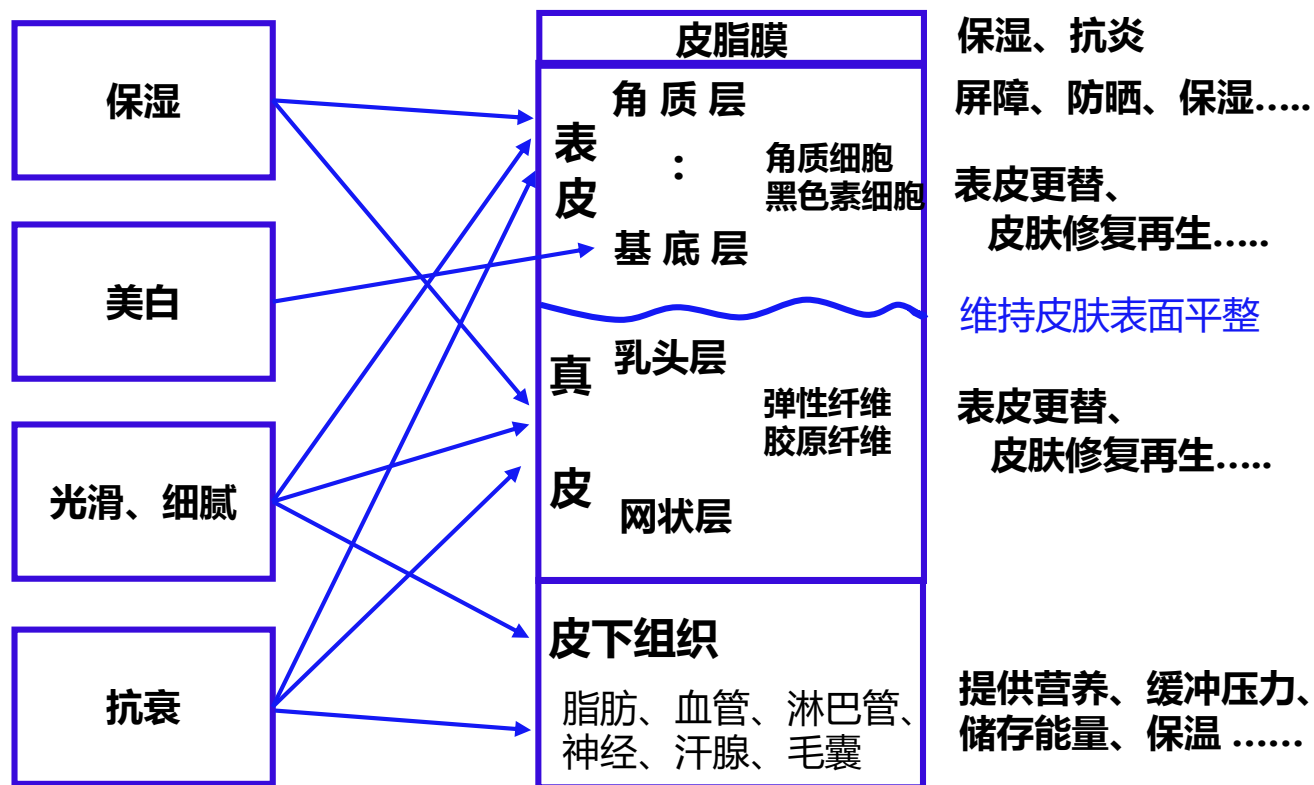 保湿
美白
光滑、细腻
抗衰
皮脂膜
角 质 层
表
皮
:
角质细胞
黑色素细胞
基 底 层
真
皮
乳头层
弹性纤维
胶原纤维
网状层
皮下组织
脂肪、血管、淋巴管、
神经、汗腺、毛囊
保湿、抗炎
屏障、防晒、保湿…..
表皮更替、
皮肤修复再生…..
维持皮肤表面平整
表皮更替、
皮肤修复再生…..
提供营养、缓冲压力、
储存能量、保温 ……